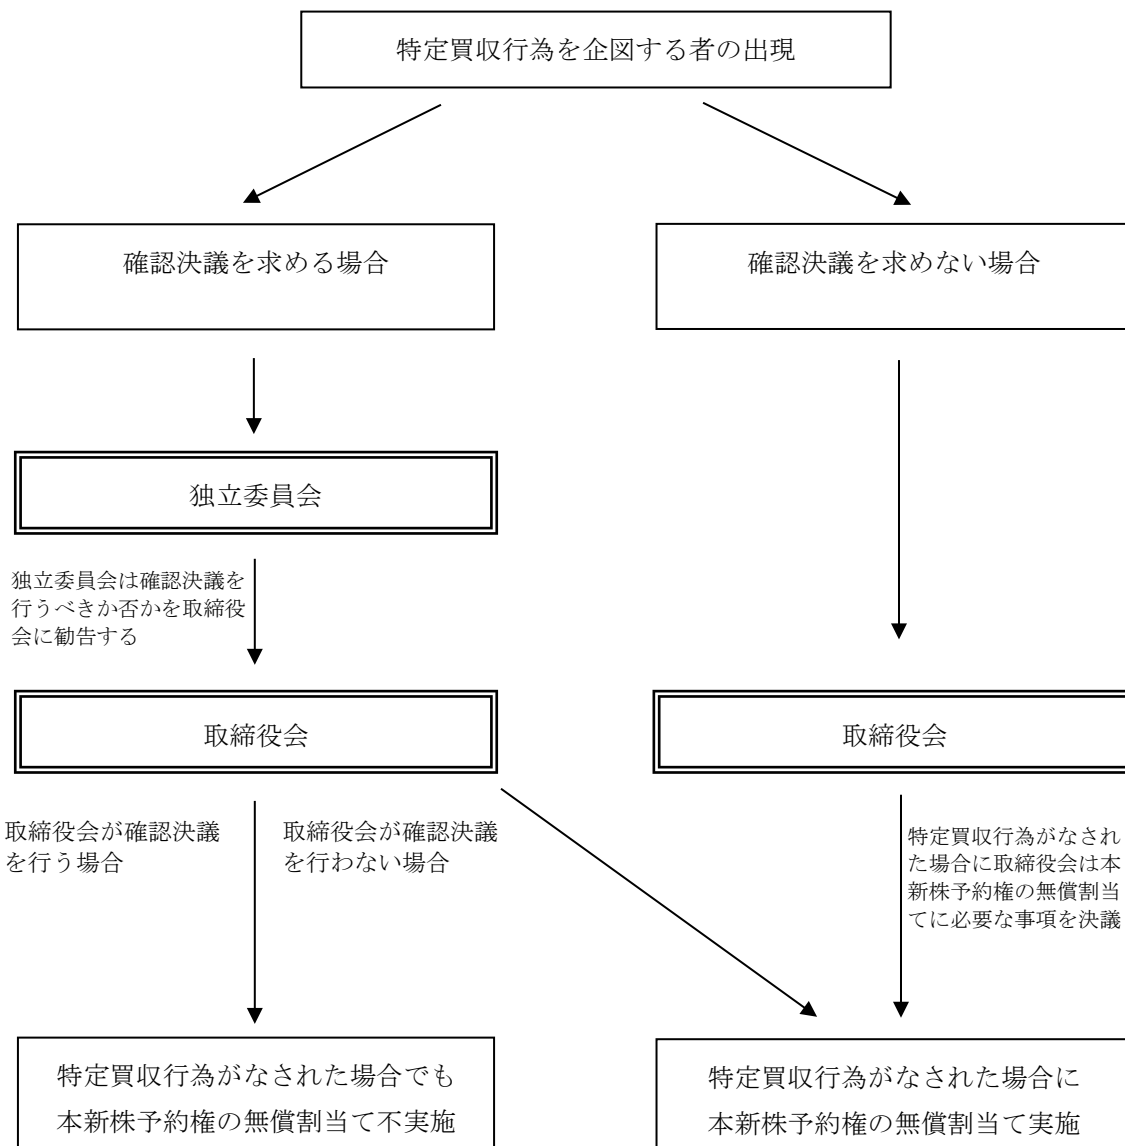 特定買収行為を企図する者の出現
確認決議を求める場合
確認決議を求めない場合
独立委員会
独立委員会は確認決議を
行うべきか否かを取締役
会に勧告する
取締役会
取締役会
取締役会が確認決議
を行う場合
取締役会が確認決議
を行わない場合
特定買収行為がなされ
た場合に取締役会は本
新株予約権の無償割当
てに必要な事項を決議
特定買収行為がなされた場合でも
本新株予約権の無償割当て不実施
特定買収行為がなされた場合に
本新株予約権の無償割当て実施